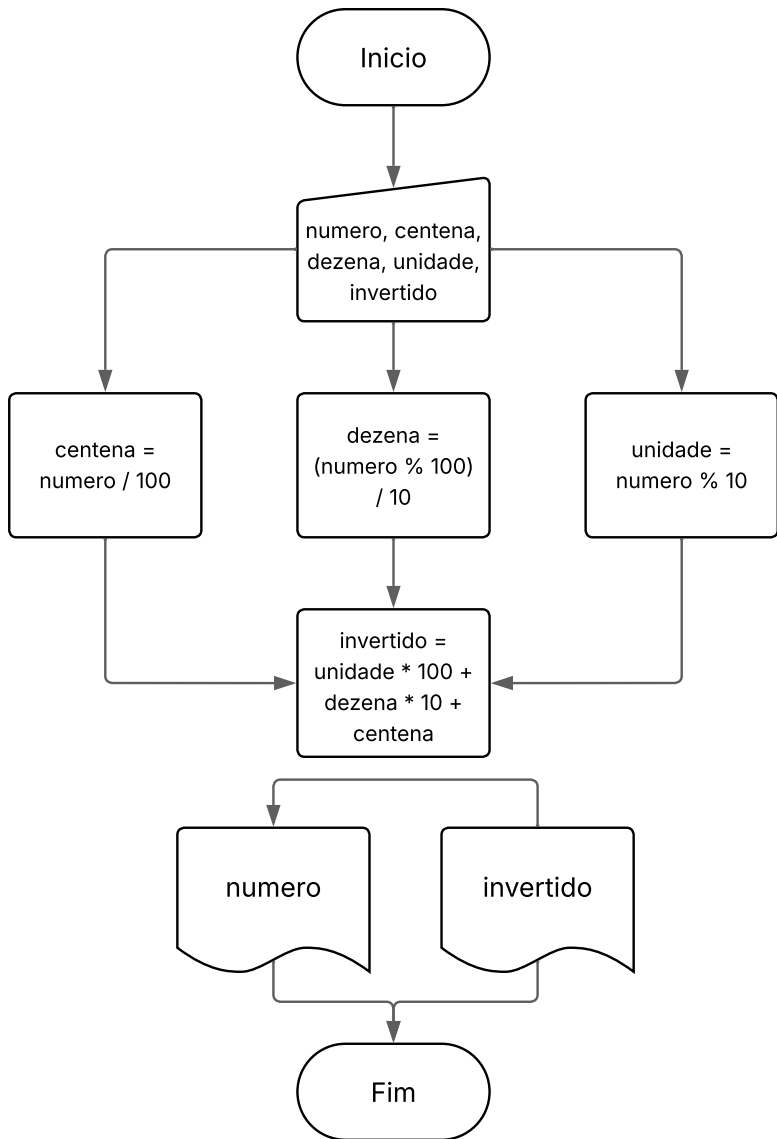 Inicio
numero, centena,
dezena, unidade,
invertido
centena =
numero / 100
dezena =
(numero % 100)
/ 10
unidade =
numero % 10
invertido =
unidade * 100 +
dezena * 10 +
centena
numero
invertido
Fim